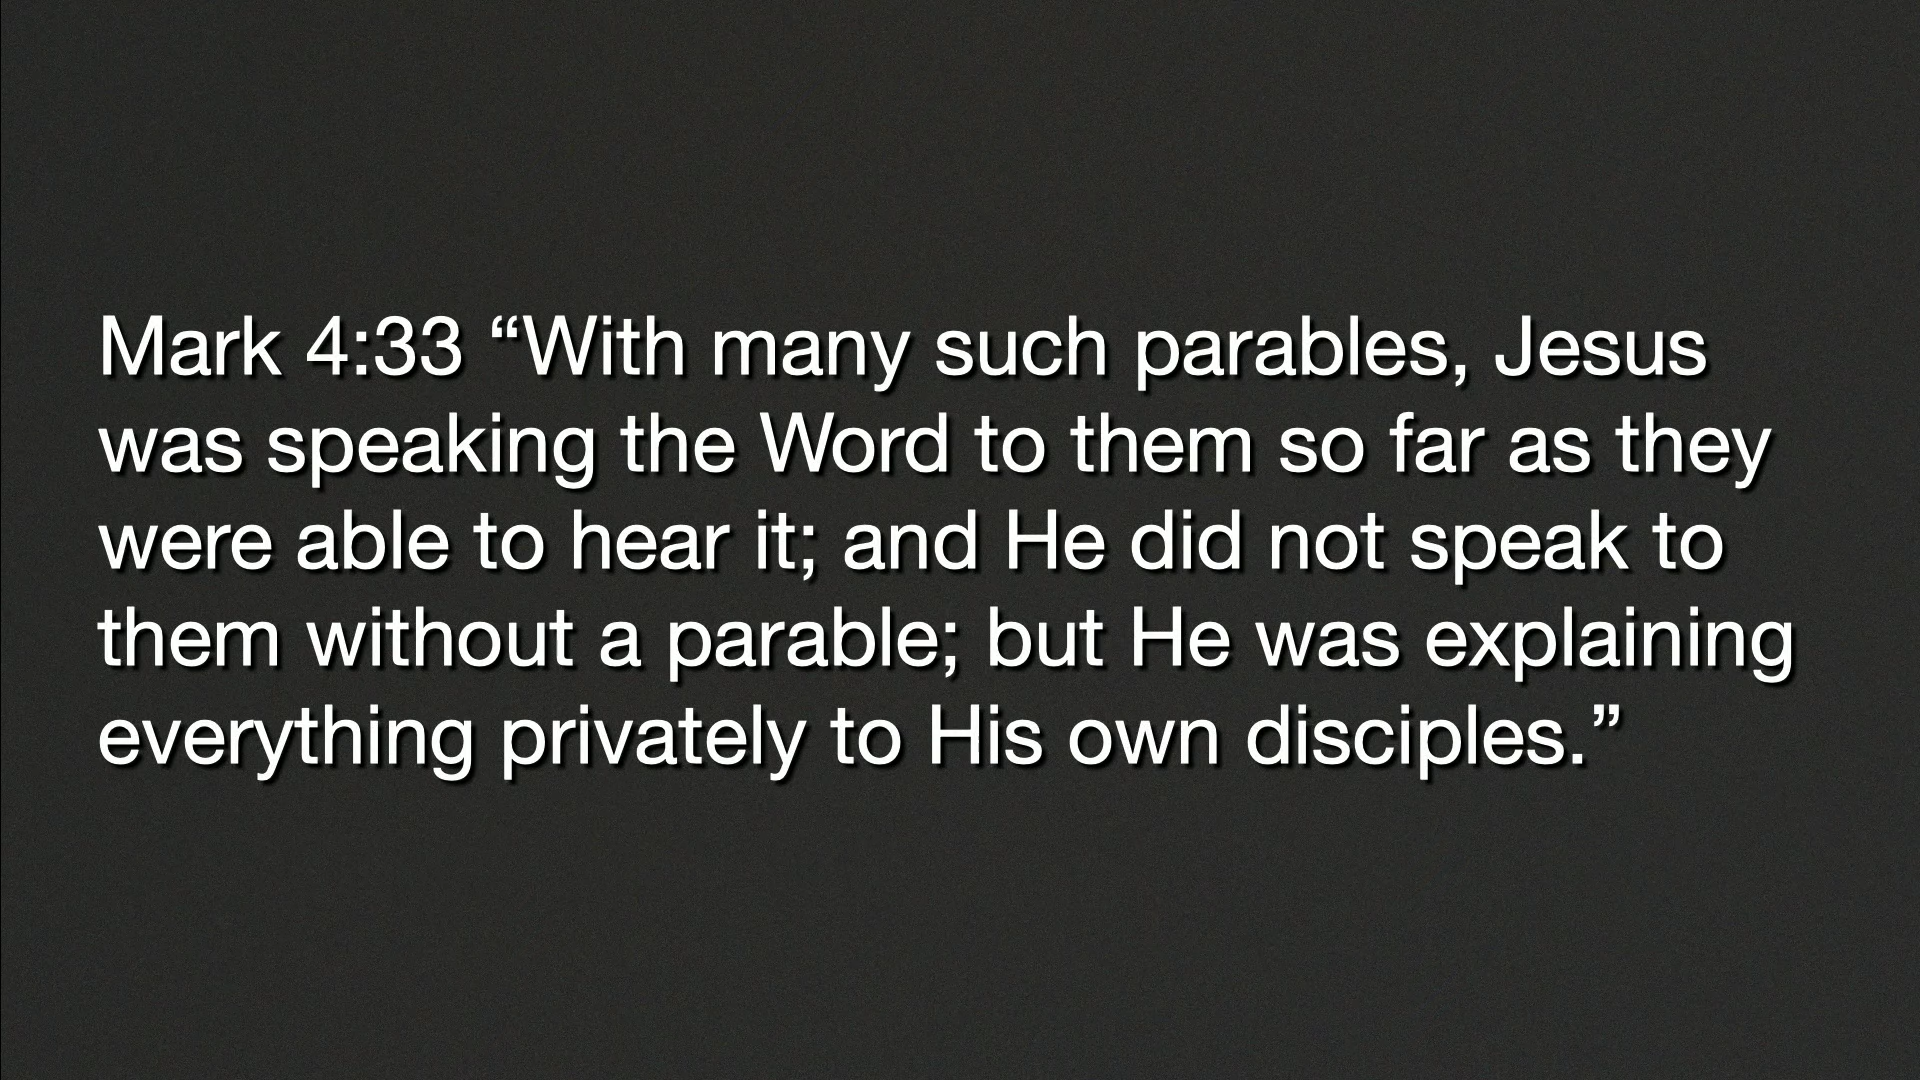 Mark 4:33 “With many such parables, Jesus
was speaking the Word to them so far as they
were able to hear it; and He did not speak to
them without a parable; but He was explaining
everything privately to His own disciples.”